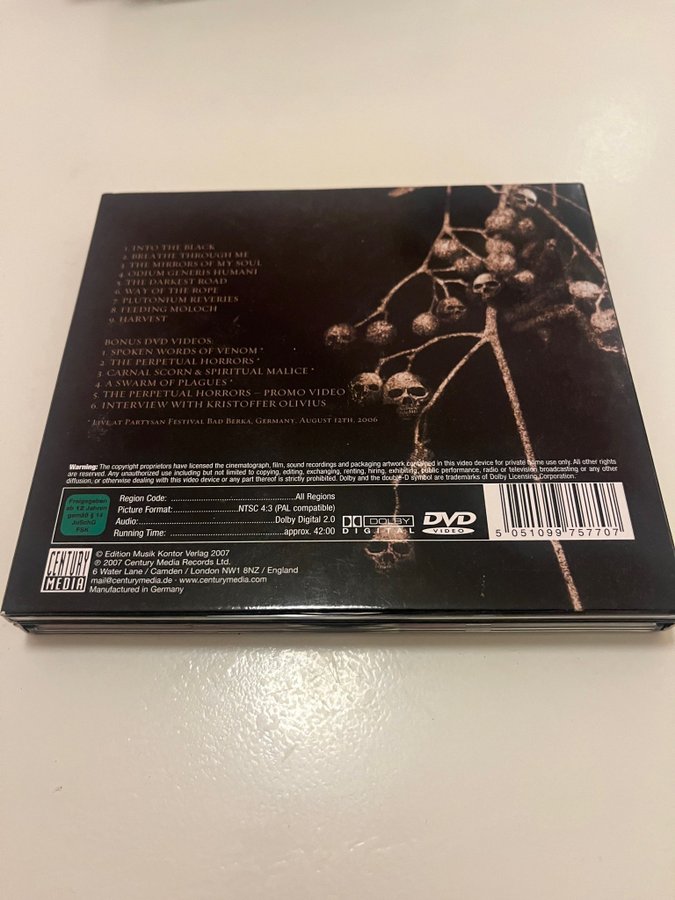 1. INTO THE BLACK
2. BREATHE THROUGH ME
3. THE MIRRORS OF MY SOUL
4. ODIUM GENERIS HUMANI
5. THE DARKEST ROAD
6. WAY OF THE ROPE
7. PLUTONIUM REVERIES
8. FEEDING MOLOCH
9. HARVEST
BONUS DVD VIDEOS:
1. SPOKEN WORDS OF VENOM *
2. THE PERPETUAL HORRORS *
3. CARNAL SCORN & SPIRITUAL MALICE *
4. A SWARM OF PLAGUES *
5. THE PERPETUAL HORRORS – PROMO VIDEO
6. INTERVIEW WITH KRISTOFFER OLIVIUS
* LIVE AT PARTYSAN FESTIVAL BAD BERKA, GERMANY, AUGUST 12TH, 2006
Warning: The copyright proprietors have licensed the cinematograph, film, sound recordings and packaging artwork contained in this video device for private home use only. All other rights
are reserved. Any unauthorized use including but not limited to copying, editing, exchanging, renting, hiring, exhibiting, public performance, radio or television broadcasting or any other
diffusion, or otherwise dealing with this video device or any part thereof is strictly prohibited. Dolby and the double-D symbol are trademarks of Dolby Licensing Corporation.
Freigegeben
ab 12 Jahren
gemäß § 14
JuSchG
FSK
Region Code: All Regions
Picture Format: NTSC 4:3 (PAL compatible)
Audio: Dolby Digital 2.0
Running Time: approx. 42:00
DOLBY
DIGITAL
DVD
VIDEO
5 051099 757707
CENTURY
MEDIA
© Edition Musik Kontor Verlag 2007
℗ 2007 Century Media Records Ltd.
6 Water Lane / Camden / London NW1 8NZ / England
mail@centurymedia.de · www.centurymedia.com
Manufactured in Germany